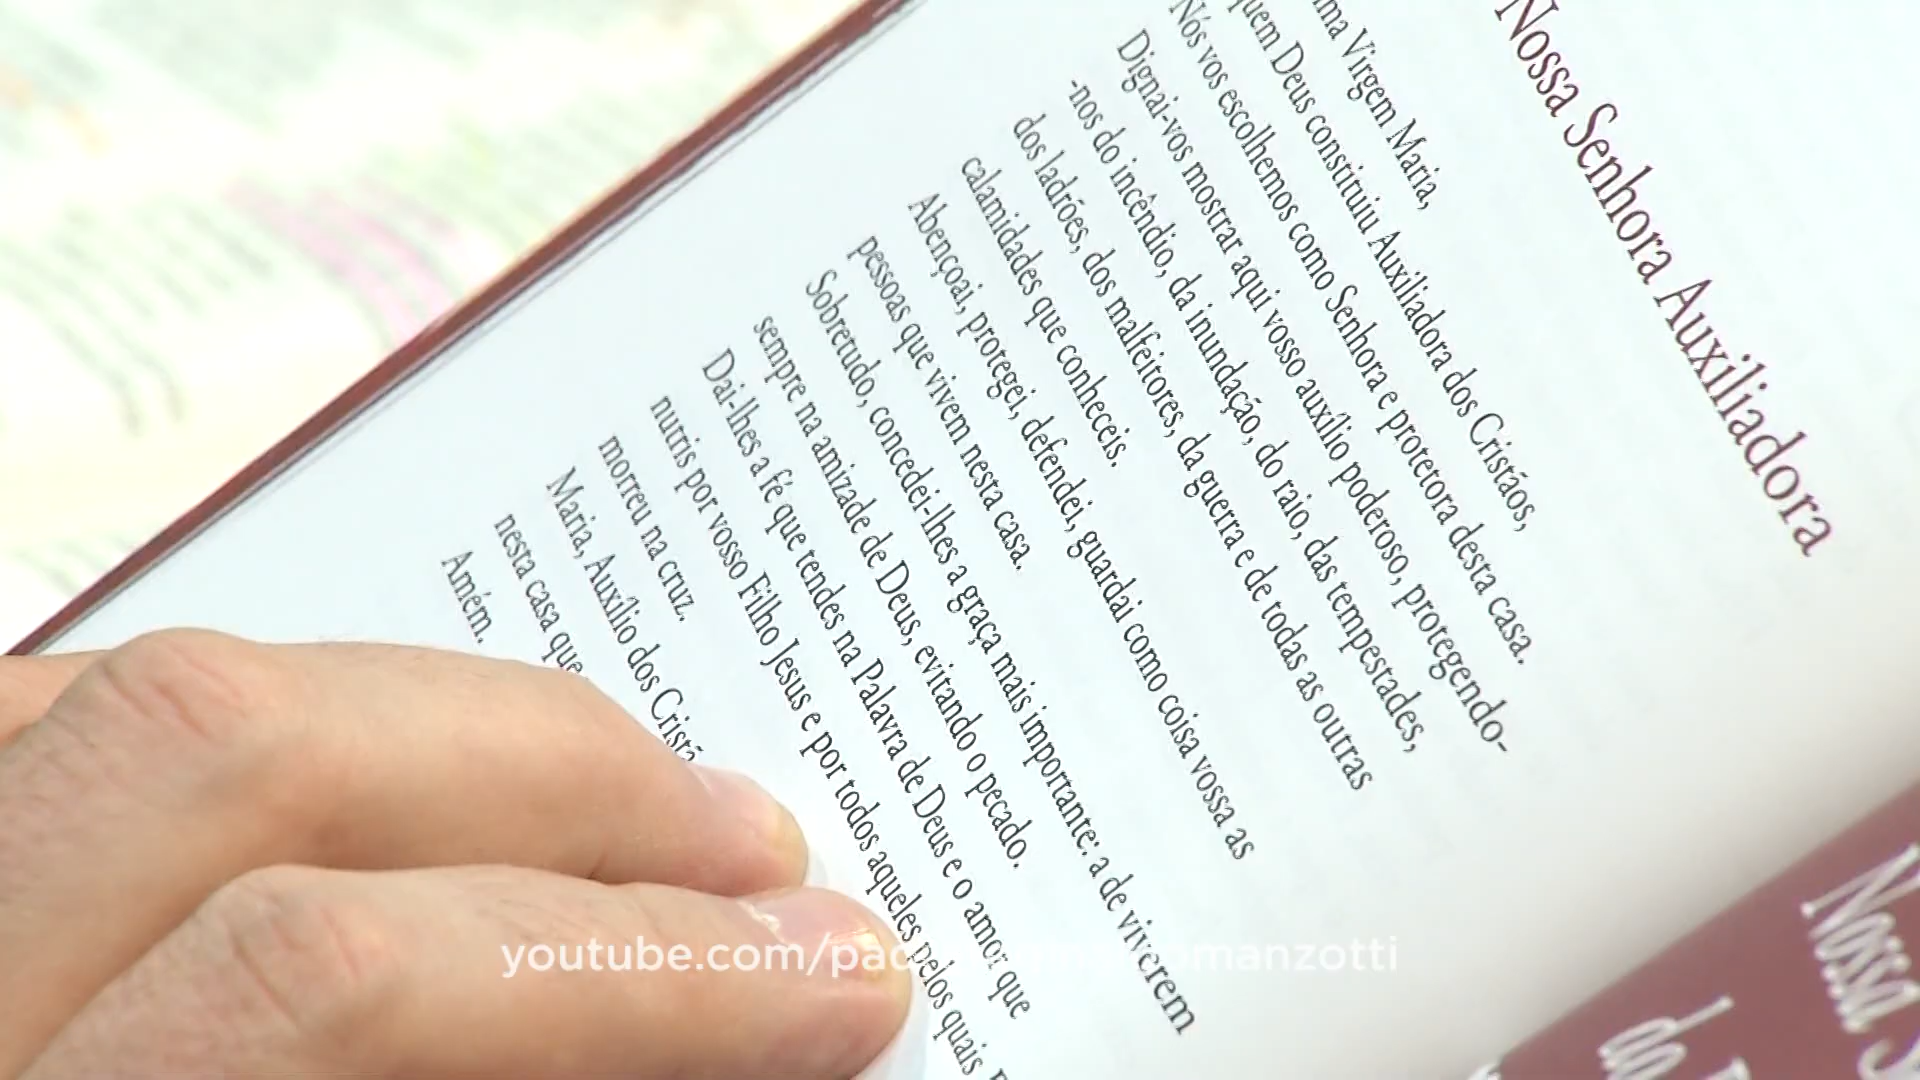 Nossa Senhora Auxiliadora
Virgem Maria,
quem Deus constituiu Auxiliadora dos Cristãos,
Nós vos escolhemos como Senhora e protetora desta casa.
Dignai-vos mostrar aqui vosso auxílio poderoso, protegendo-
-nos do incêndio, da inundação, do raio, das tempestades,
dos ladrões, dos malfeitores, da guerra e de todas as outras
calamidades que conheceis.
Abençoai, protegei, defendei, guardai como coisa vossa as
pessoas que vivem nesta casa.
Sobretudo, concedei-lhes a graça mais importante: a de viverem
sempre na amizade de Deus, evitando o pecado.
Dai-lhes a fé que tendes na Palavra de Deus e o amor que
nutris por vosso Filho Jesus e por todos aqueles pelos quais
morreu na cruz.
Maria, Auxílio dos
nesta casa que
Amém.
Nossa
do